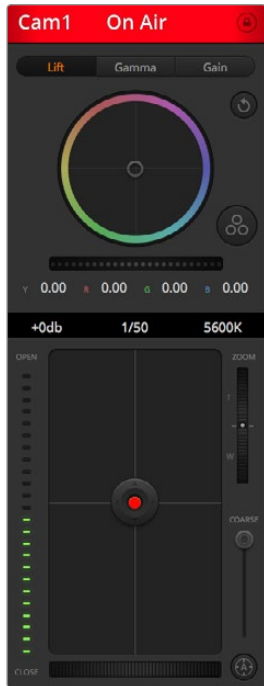 Cam1 On Air
Lift Gamma Gain
Y 0.00 R 0.00 G 0.00 B 0.00
+0db 1/50 5600K
OPEN ZOOM
T
W
COARSE
CLOSE A